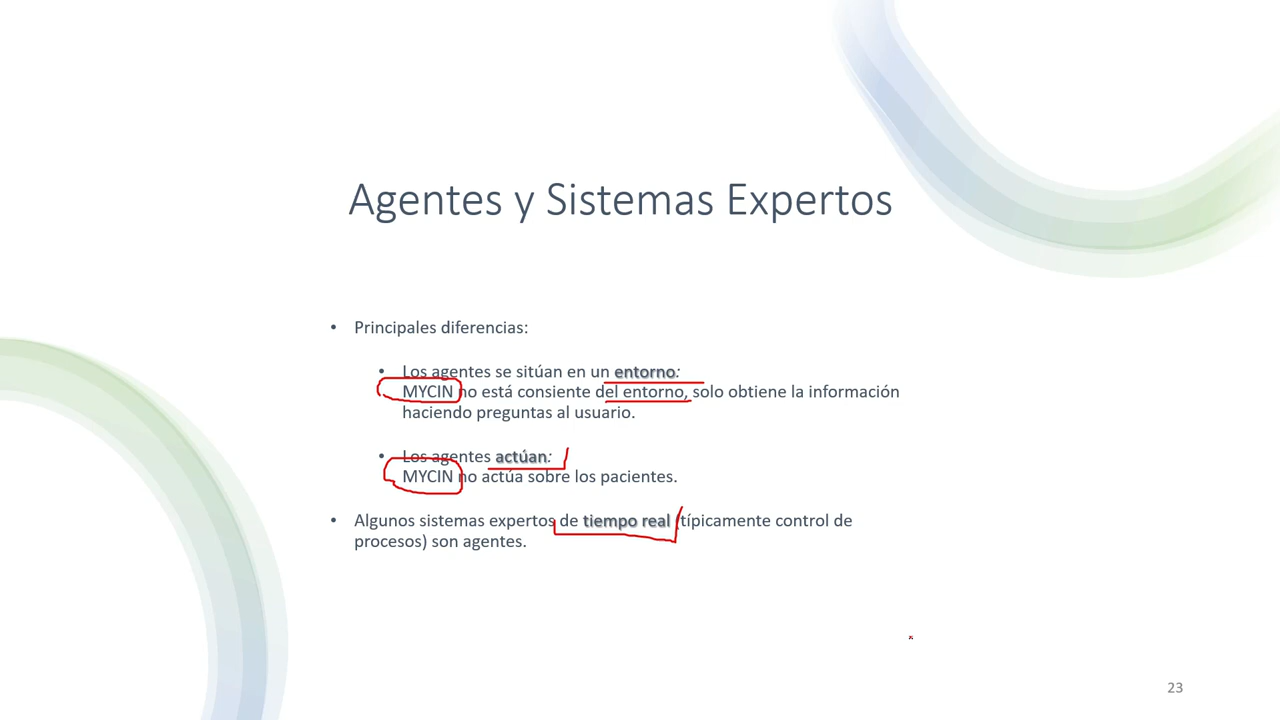 Agentes y Sistemas Expertos
• Principales diferencias:
• Los agentes se sitúan en un entorno:
MYCIN no está consiente del entorno, solo obtiene la información
haciendo preguntas al usuario.
• Los agentes actúan:
MYCIN no actúa sobre los pacientes.
• Algunos sistemas expertos de tiempo real (típicamente control de
procesos) son agentes.
23